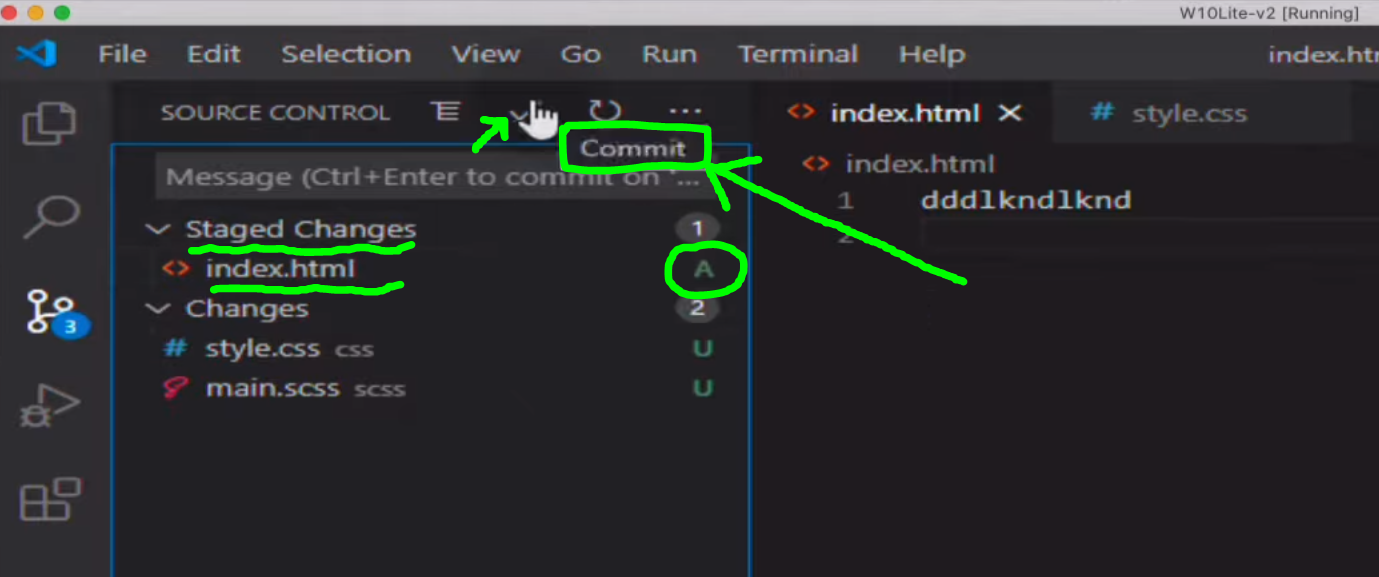 W10Lite-v2 [Running]
File Edit Selection View Go Run Terminal Help
SOURCE CONTROL
index.html
style.css
Commit
Message (Ctrl+Enter to commit on "...
index.html
1 dddlkndlknd
2
Staged Changes 1
index.html A
Changes 2
style.css css U
main.scss scss U
3